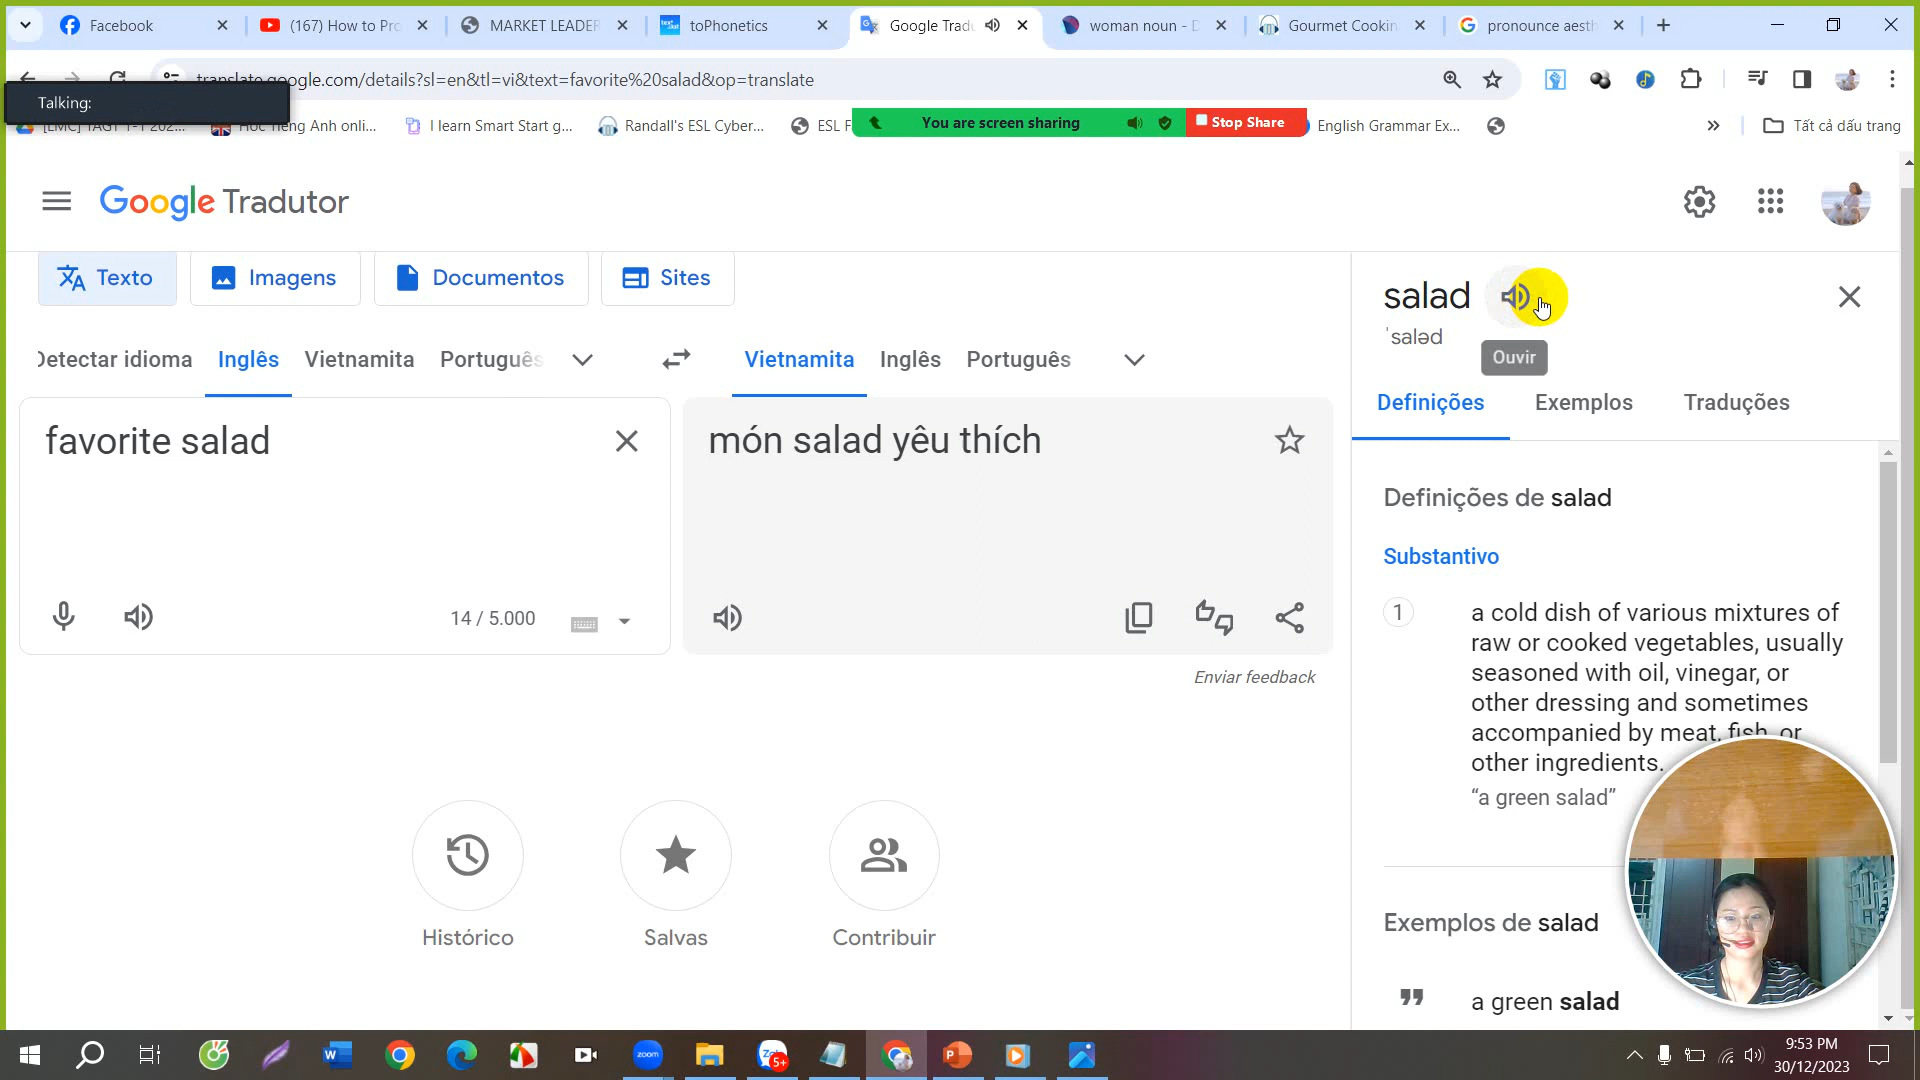 Facebook
(167) How to Pro
MARKET LEADER
toPhonetics
Google Tradu
woman noun - D
Gourmet Cookin
pronounce aesth
translate.google.com/details?sl=en&tl=vi&text=favorite%20salad&op=translate
Talking:
[EMC] TAGT 1-1 202...
Học Tiếng Anh onli...
I learn Smart Start g...
Randall's ESL Cyber...
ESL F
You are screen sharing
Stop Share
English Grammar Ex...
Tất cả dấu trang
Google Tradutor
Texto
Imagens
Documentos
Sites
Detectar idioma
Inglês
Vietnamita
Português
Vietnamita
Inglês
Português
favorite salad
14 / 5.000
món salad yêu thích
Enviar feedback
Histórico
Salvas
Contribuir
salad
ˈsaləd
Ouvir
Definições
Exemplos
Traduções
Definições de salad
Substantivo
1
a cold dish of various mixtures of
raw or cooked vegetables, usually
seasoned with oil, vinegar, or
other dressing and sometimes
accompanied by meat, fish, or
other ingredients.
“a green salad”
Exemplos de salad
a green salad
zoom
5+
9:53 PM
30/12/2023